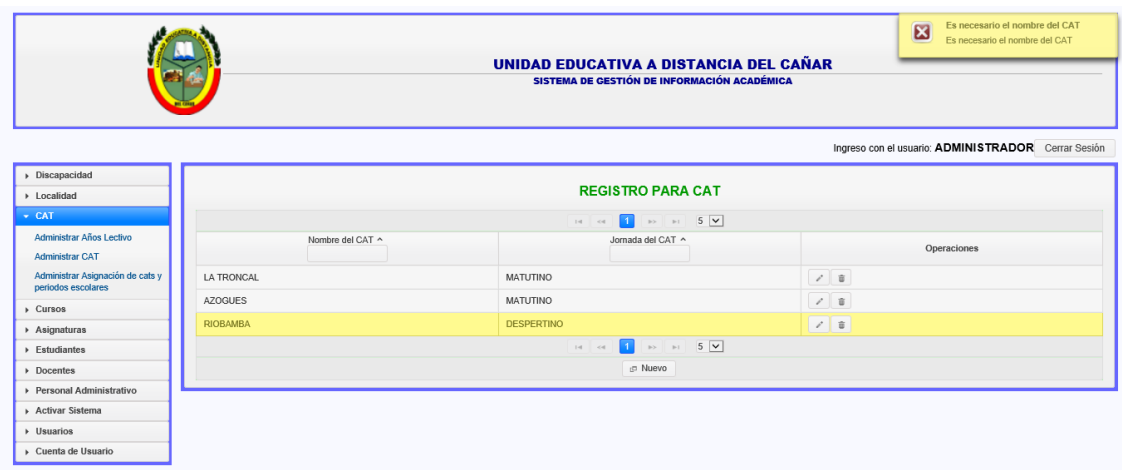 Es necesario el nombre del CAT
Es necesario el nombre del CAT
UNIDAD EDUCATIVA A DISTANCIA DEL CAÑAR
SISTEMA DE GESTIÓN DE INFORMACIÓN ACADÉMICA
Ingreso con el usuario: ADMINISTRADOR Cerrar Sesión
Discapacidad
Localidad
CAT
Administrar Años Lectivo
Administrar CAT
Administrar Asignación de cats y
periodos escolares
Cursos
Asignaturas
Estudiantes
Docentes
Personal Administrativo
Activar Sistema
Usuarios
Cuenta de Usuario
REGISTRO PARA CAT
1 5
Nombre del CAT Jornada del CAT Operaciones
LA TRONCAL MATUTINO
AZOGUES MATUTINO
RIOBAMBA DESPERTINO
1 5
Nuevo